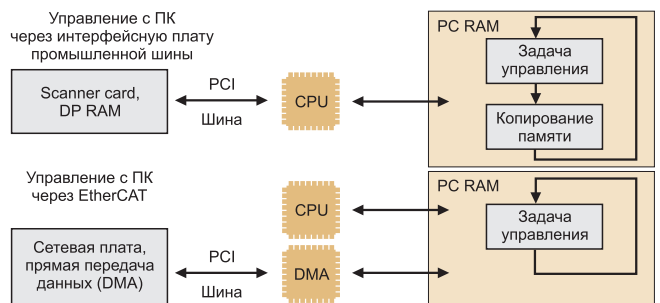 Управление с ПК
через интерфейсную плату
промышленной шины
Scanner card,
DP RAM
PCI
Шина
CPU
PC RAM
Задача
управления
Копирование
памяти
Управление с ПК
через EtherCAT
Сетевая плата,
прямая передача
данных (DMA)
PCI
Шина
CPU
DMA
PC RAM
Задача
управления